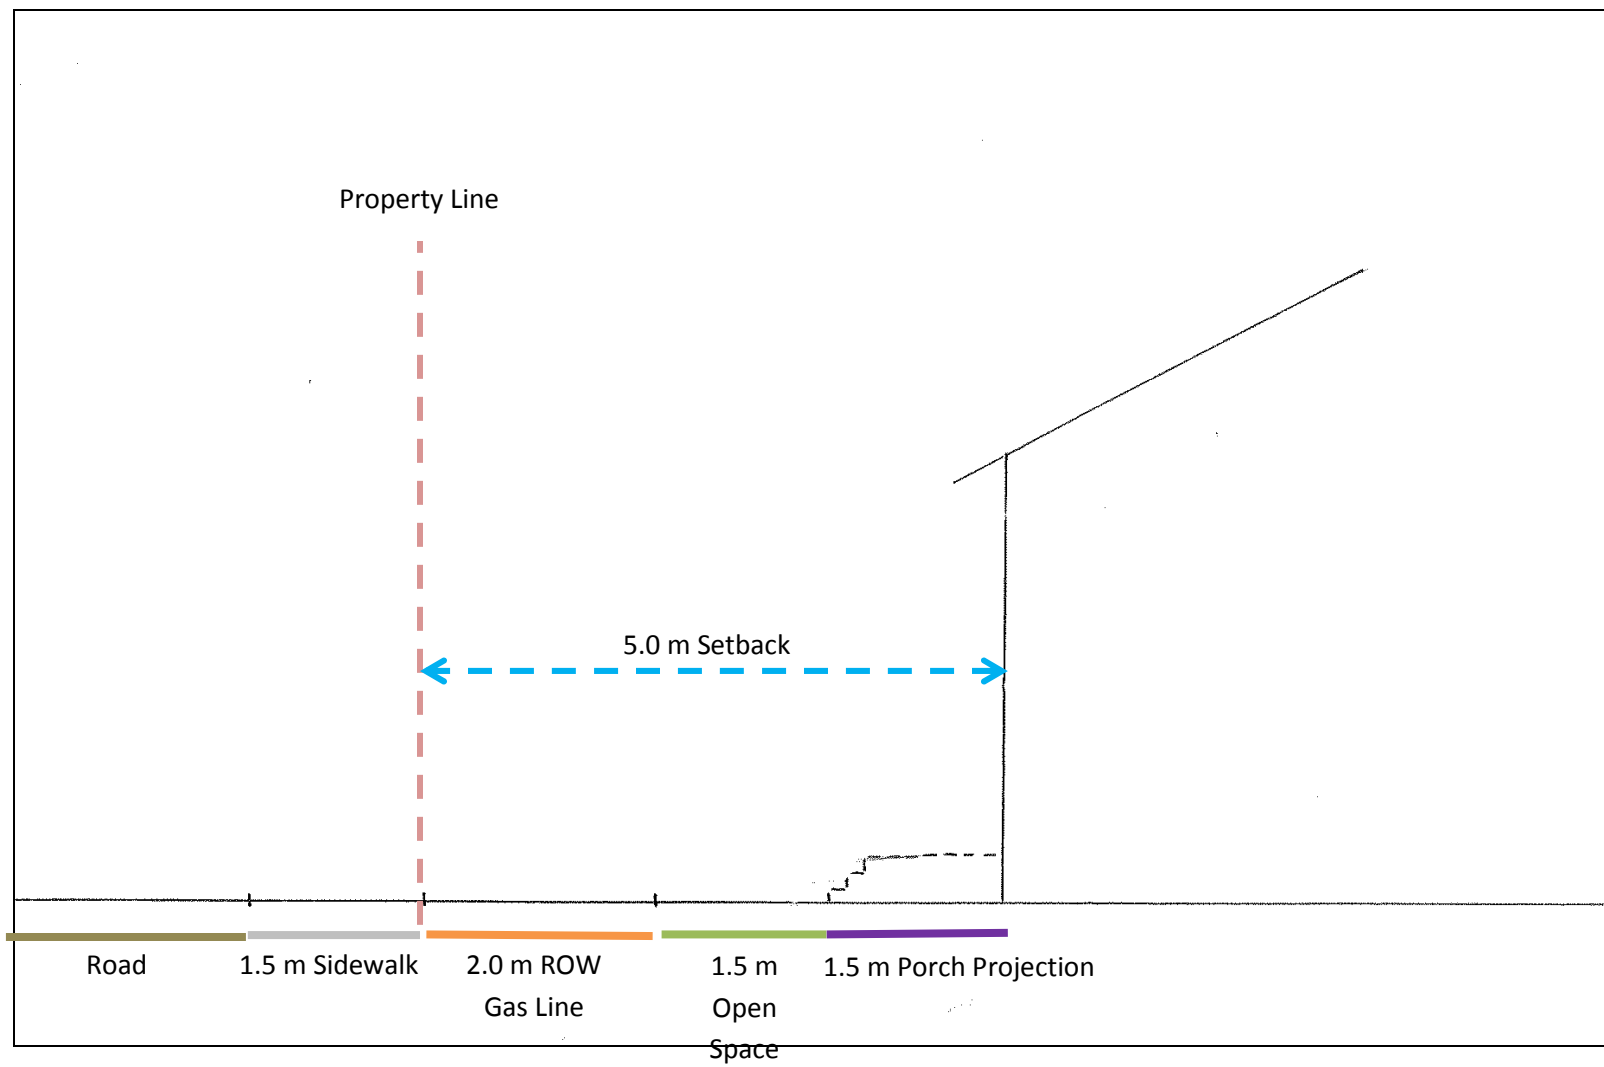 Property Line
5.0 m Setback
Road
1.5 m Sidewalk
2.0 m ROW
Gas Line
1.5 m
Open
Space
1.5 m Porch Projection